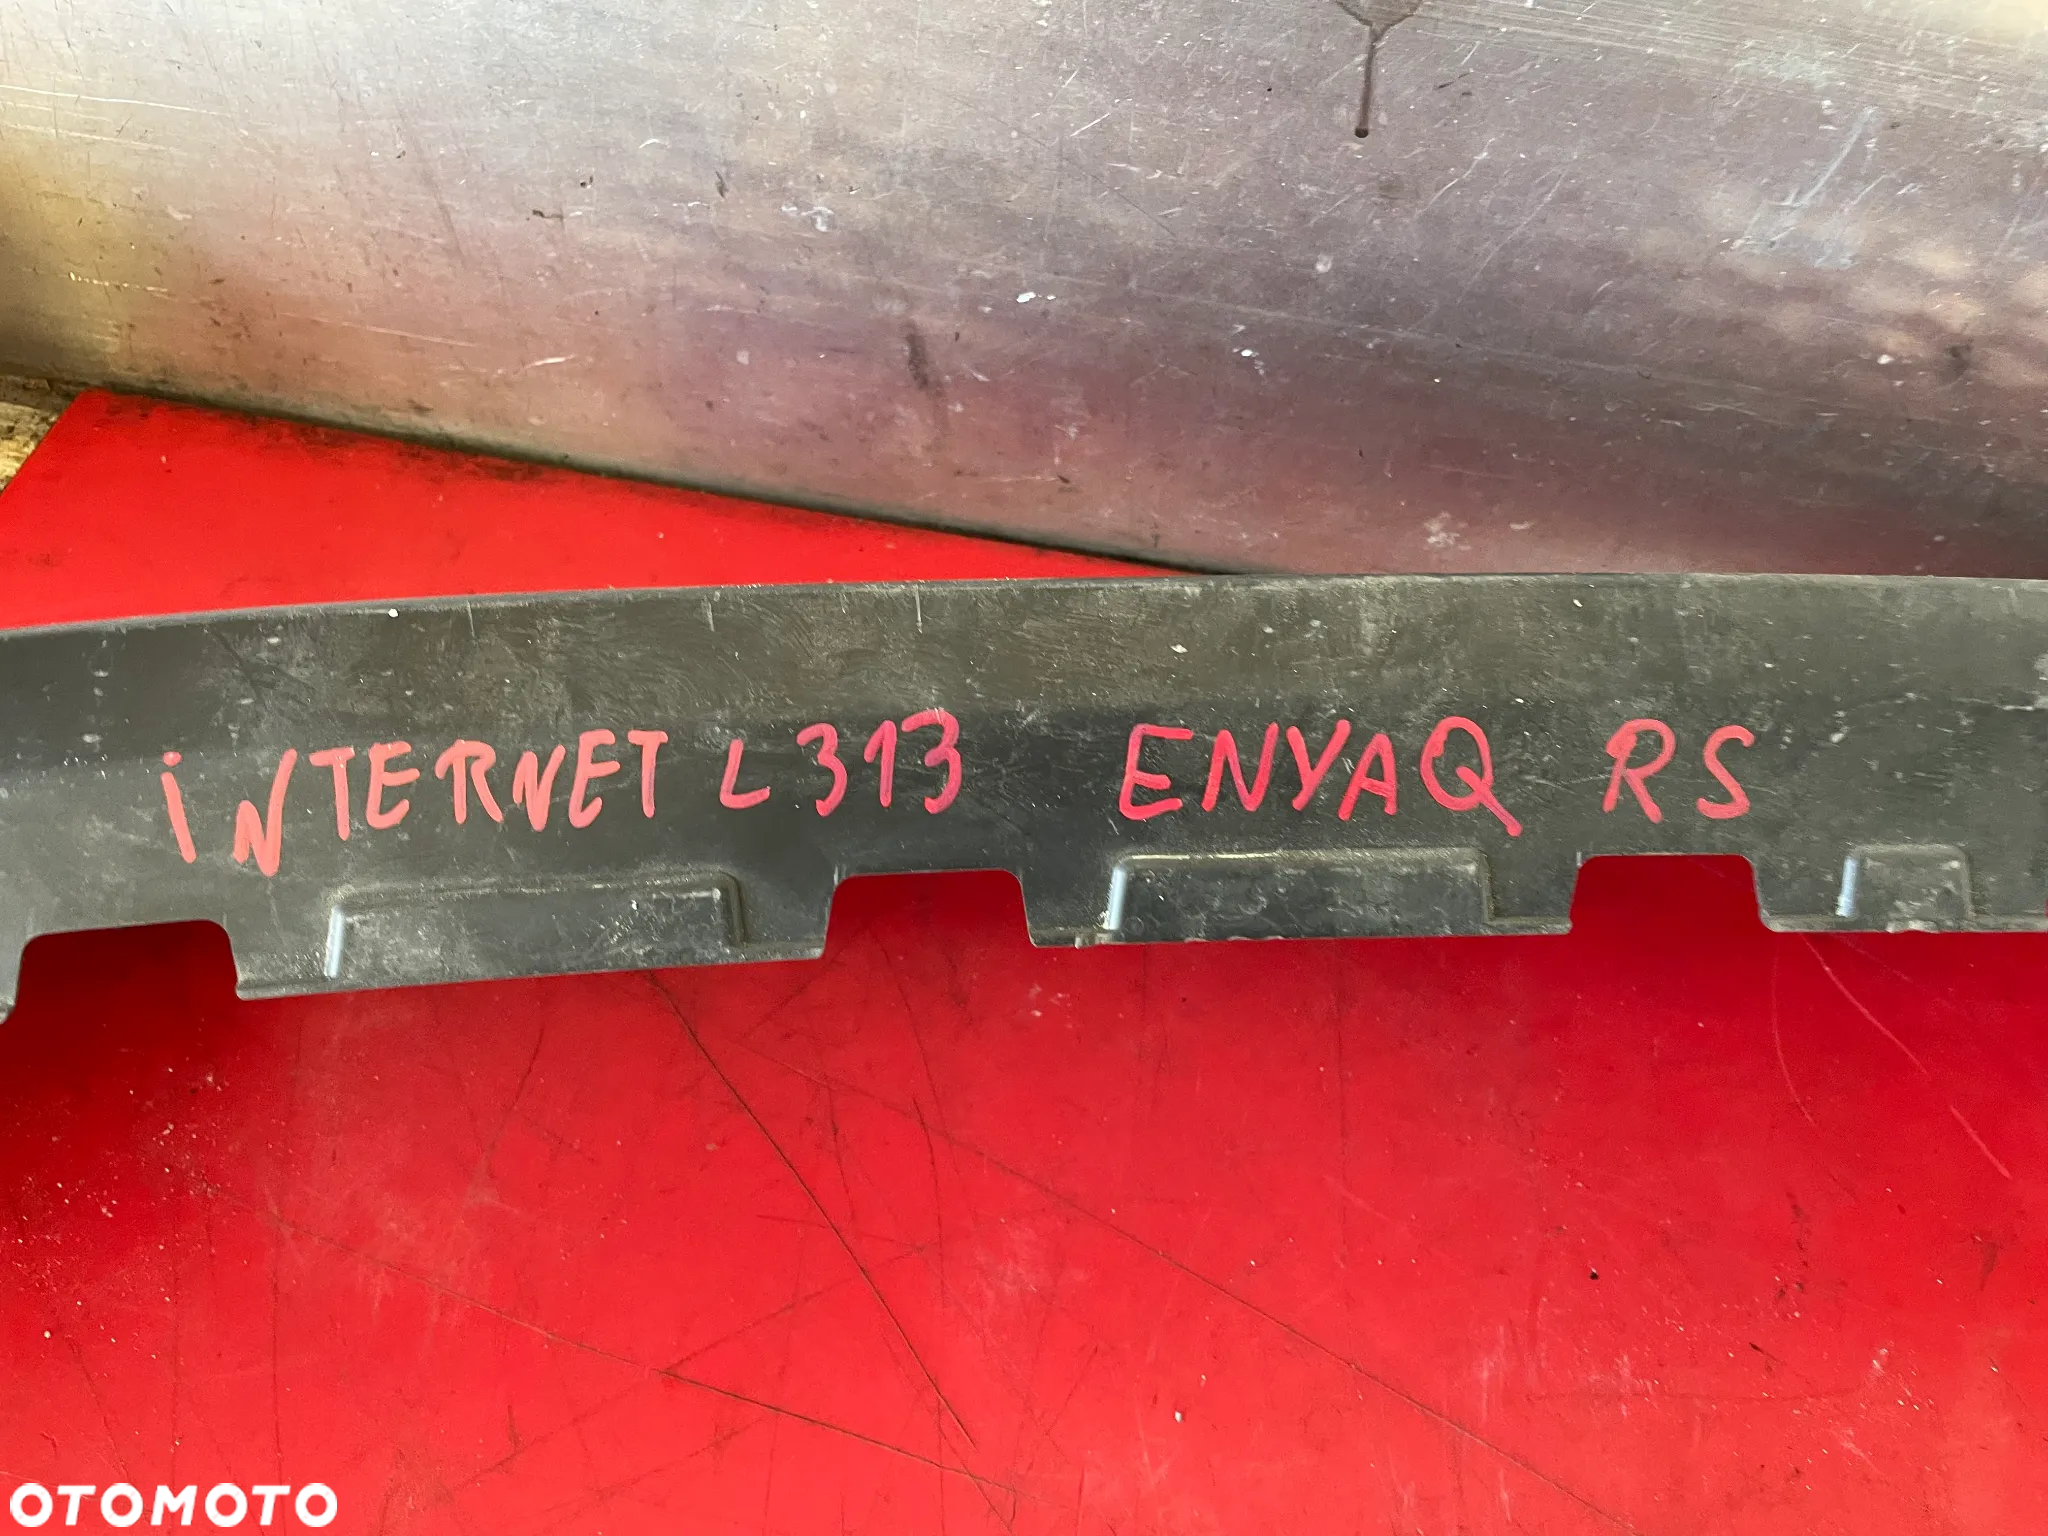 iNTERNET L313 ENYAQ RS
OTOMOTO